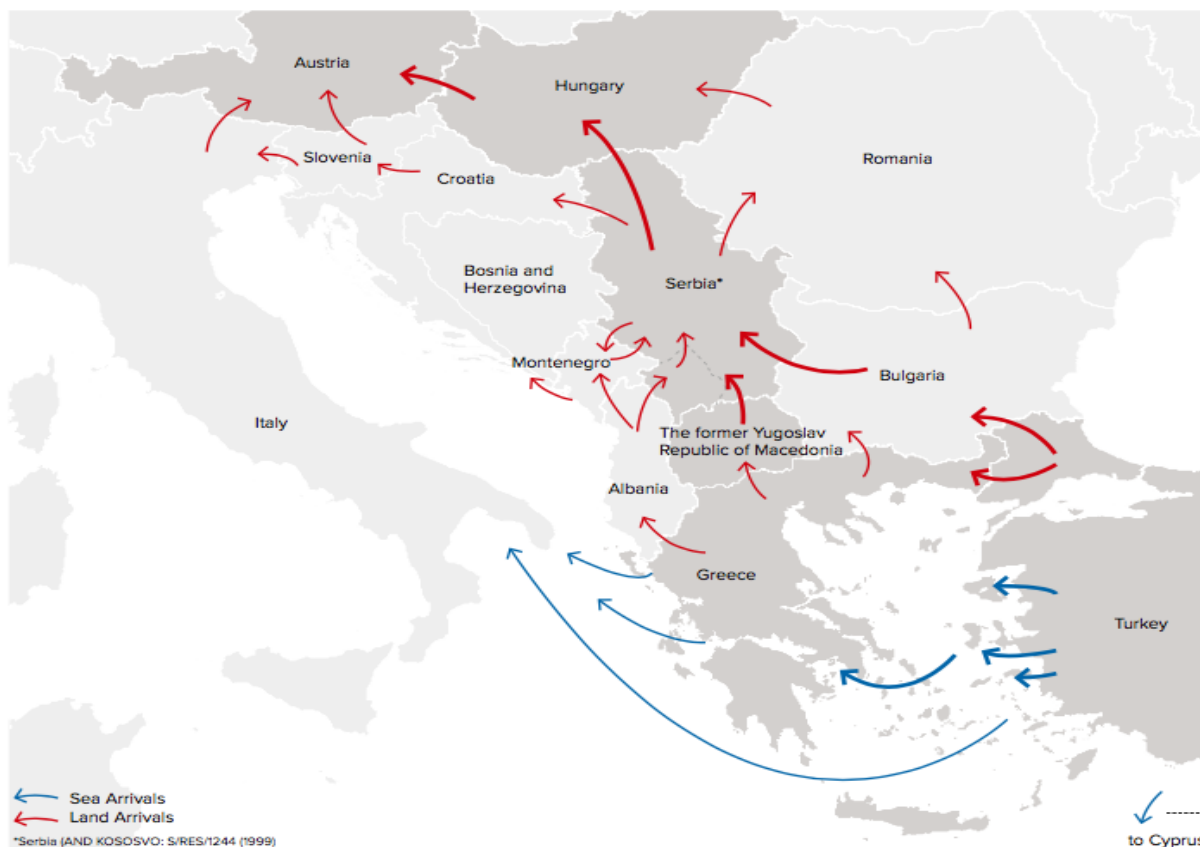 Austria
Hungary
Romania
Slovenia
Croatia
Bosnia and
Herzegovina
Serbia*
Montenegro
Bulgaria
Italy
The former Yugoslav
Republic of Macedonia
Albania
Greece
Turkey
Sea Arrivals
Land Arrivals
*Serbia (AND KOSOSVO: S/RES/1244 (1999)
to Cyprus